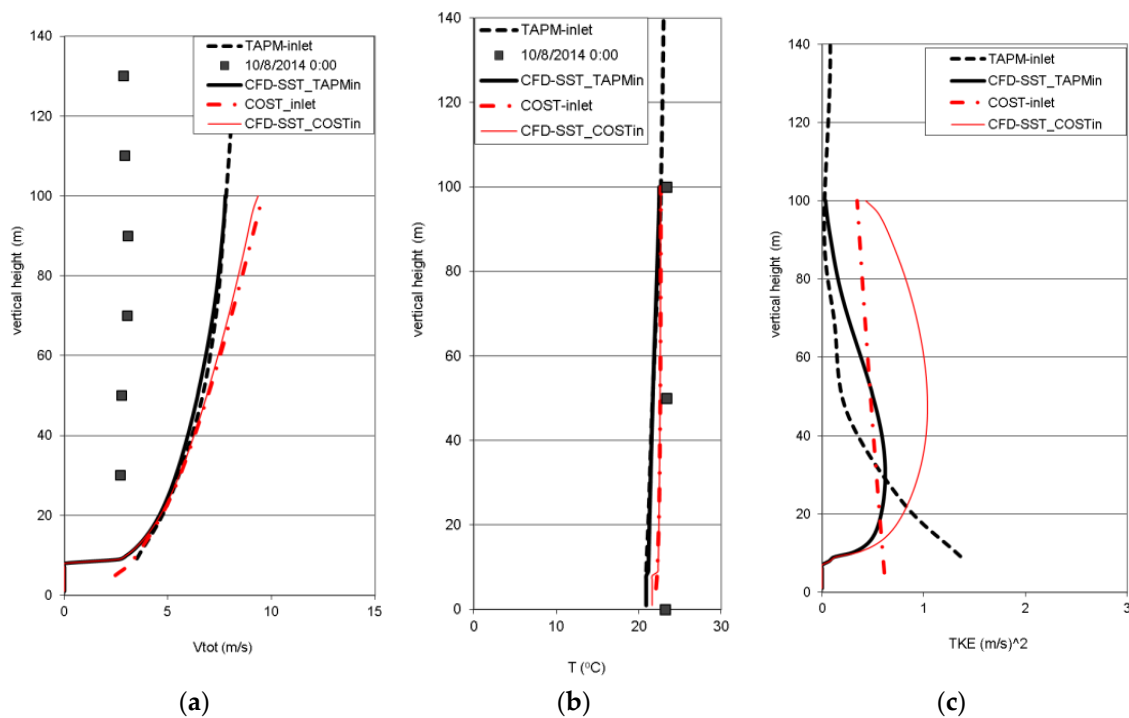 140
120
100
80
60
40
20
0
vertical height (m)
0
5
10
15
Vtot (m/s)
TAPM-inlet
10/8/2014 0:00
CFD-SST_TAPMin
COST_inlet
CFD-SST_COSTin
(a)
140
120
100
80
60
40
20
0
vertical height (m)
0
10
20
30
T (°C)
TAPM-inlet
10/8/2014 0:00
CFD-SST_TAPMin
COST-inlet
CFD-SST_COSTin
(b)
140
120
100
80
60
40
20
0
vertical height (m)
0
1
2
3
TKE (m/s)^2
TAPM-inlet
CFD-SST_TAPMin
COST-inlet
CFD-SST_COSTin
(c)